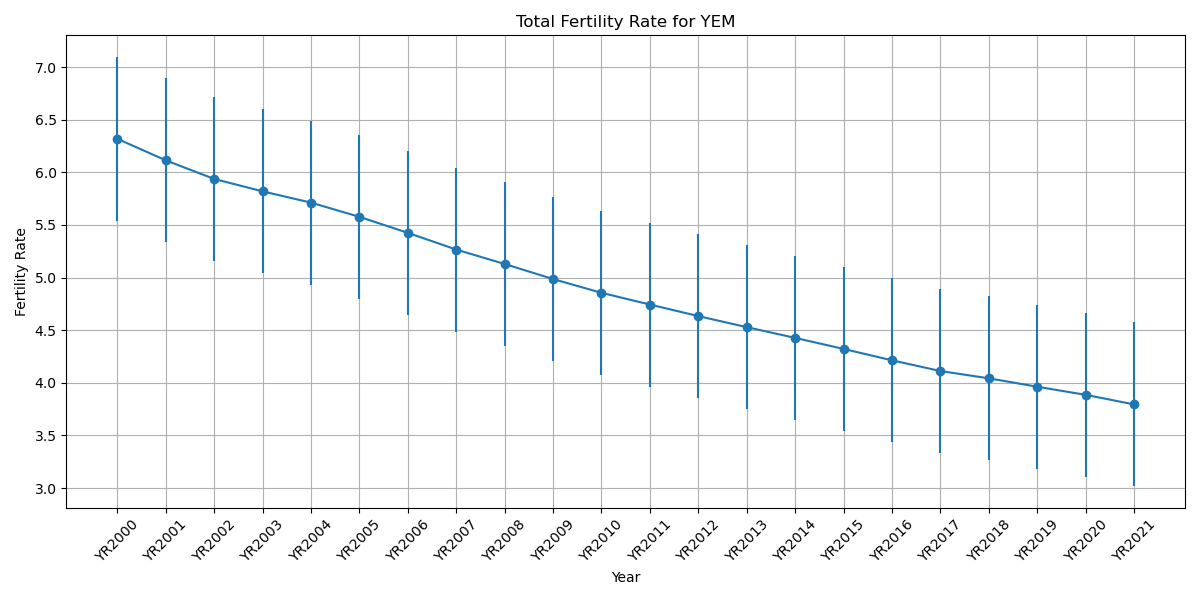 Total Fertility Rate for YEM
Fertility Rate
7.0
6.5
6.0
5.5
5.0
4.5
4.0
3.5
3.0
YR2000
YR2001
YR2002
YR2003
YR2004
YR2005
YR2006
YR2007
YR2008
YR2009
YR2010
YR2011
YR2012
YR2013
YR2014
YR2015
YR2016
YR2017
YR2018
YR2019
YR2020
YR2021
Year